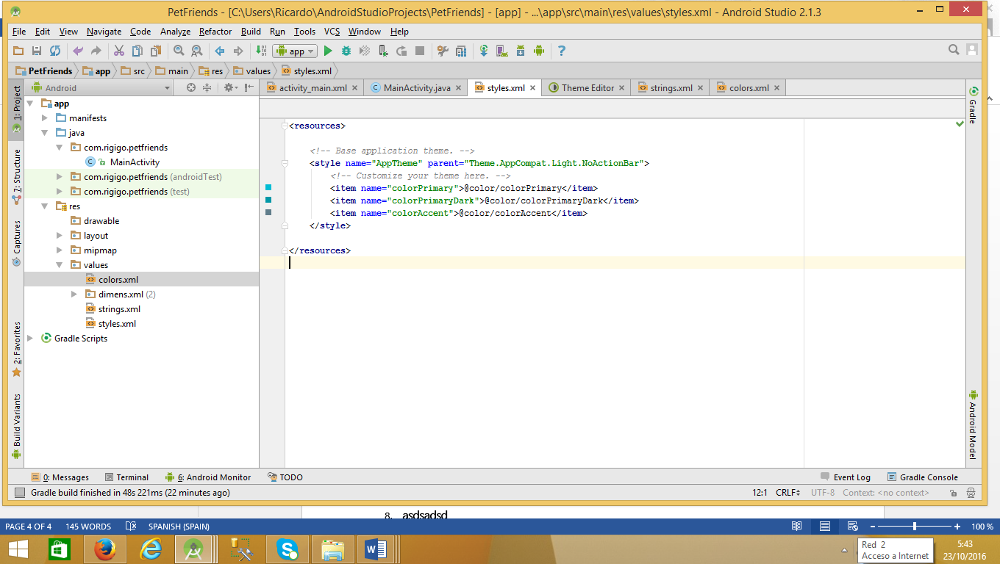 PetFriends - [C:\Users\Ricardo\AndroidStudioProjects\PetFriends] - [app] - ...\app\src\main\res\values\styles.xml - Android Studio 2.1.3
File Edit View Navigate Code Analyze Refactor Build Run Tools VCS Window Help
app
PetFriends app src main res values styles.xml
Android
activity_main.xml MainActivity.java styles.xml Theme Editor strings.xml colors.xml
1: Project
7: Structure
Captures
2: Favorites
Build Variants
app
manifests
java
com.rigigo.petfriends
MainActivity
com.rigigo.petfriends (androidTest)
com.rigigo.petfriends (test)
res
drawable
layout
mipmap
values
colors.xml
dimens.xml (2)
strings.xml
styles.xml
Gradle Scripts
<resources>
<!-- Base application theme. -->
<style name="AppTheme" parent="Theme.AppCompat.Light.NoActionBar">
<!-- Customize your theme here. -->
<item name="colorPrimary">@color/colorPrimary</item>
<item name="colorPrimaryDark">@color/colorPrimaryDark</item>
<item name="colorAccent">@color/colorAccent</item>
</style>
</resources>
Gradle
Android Model
0: Messages Terminal 6: Android Monitor TODO Event Log Gradle Console
Gradle build finished in 48s 221ms (22 minutes ago) 12:1 CRLF UTF-8 Context: <no context>
8. asdsadsd
PAGE 4 OF 4 145 WORDS SPANISH (SPAIN) 100 %
Red 2
Acceso a Internet
5:43
23/10/2016